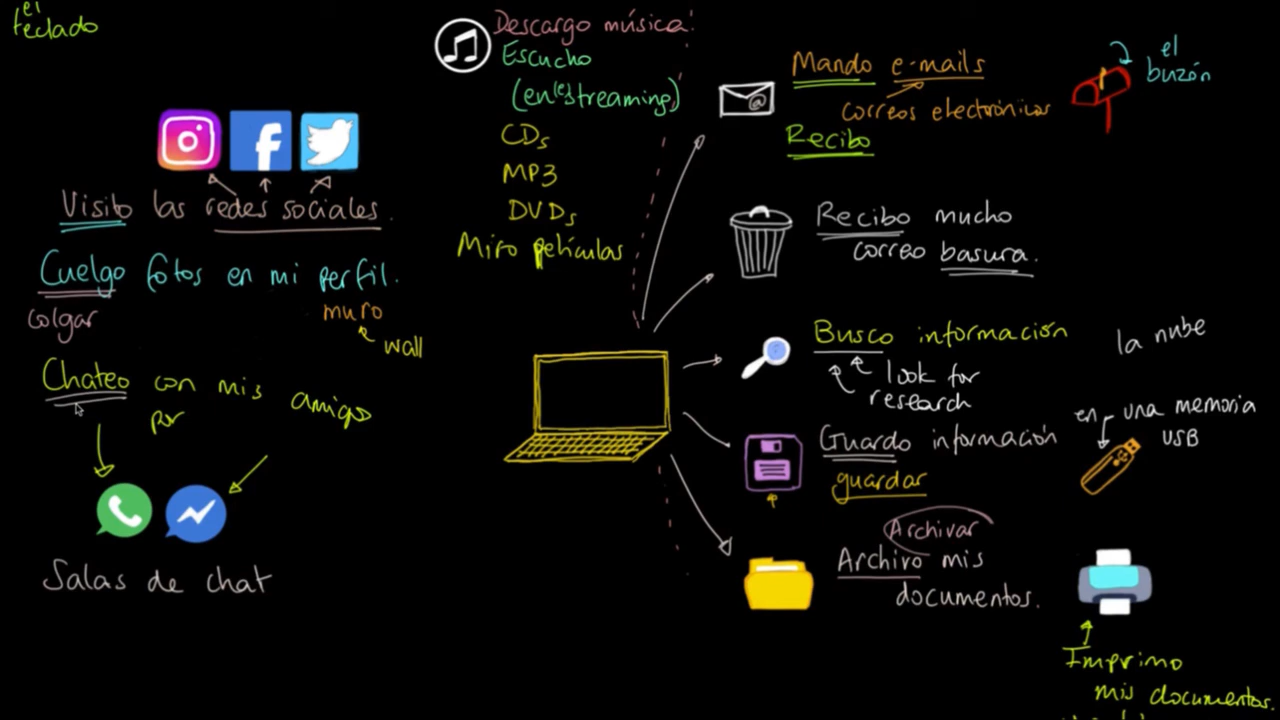 el
teclado
Visito las redes sociales.
Cuelgo fotos en mi perfil.
colgar
muro
wall
Chateo con mis amigos
por
Salas de chat
Descargo música
Escucho
(en streaming)
CDs
MP3
DVDs
Miro películas
Mando e-mails
correos electrónicos
Recibo
el
buzón
@
Recibo mucho
correo basura.
Busco información
look for
research
la nube
Guardo información
guardar
en una memoria
USB
Archivar
Archivo mis
documentos.
Imprimo
mis documentos.